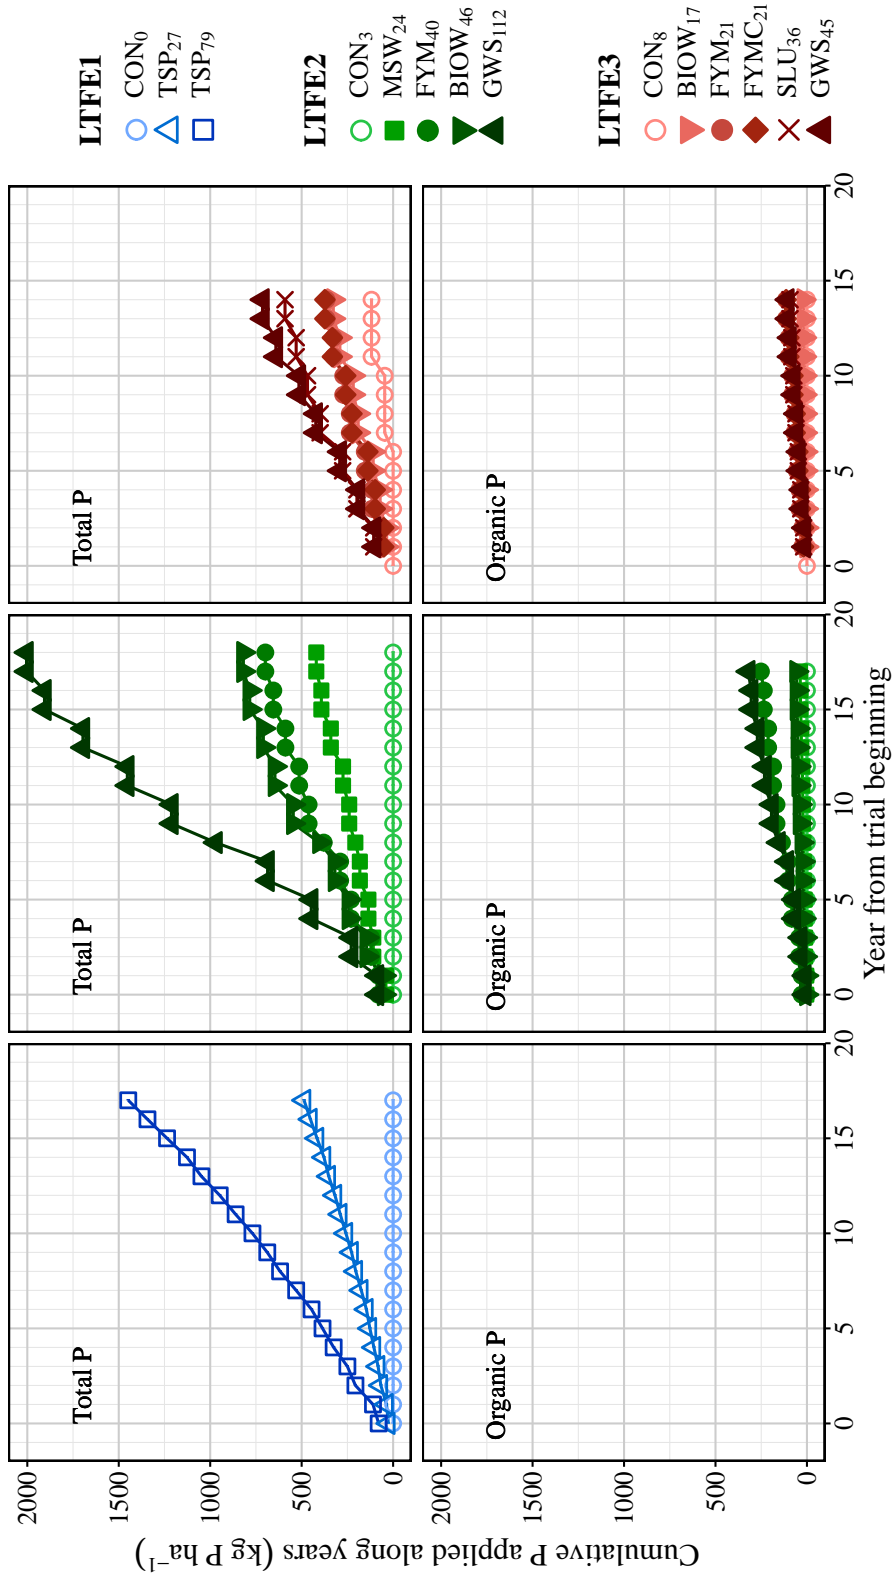 Cumulative P applied along years (kg P ha⁻¹)
2000
1500
1000
500
0
Total P
Total P
Total P
2000
1500
1000
500
0
Organic P
Organic P
Organic P
0 5 10 15 20
0 5 10 15 20
0 5 10 15 20
Year from trial beginning
LTFE1
CON₀
TSP₂₇
TSP₇₉
LTFE2
CON₃
MSW₂₄
FYM₄₀
BIOW₄₆
GWS₁₁₂
LTFE3
CON₈
BIOW₁₇
FYM₂₁
FYMC₂₁
SLU₃₆
GWS₄₅